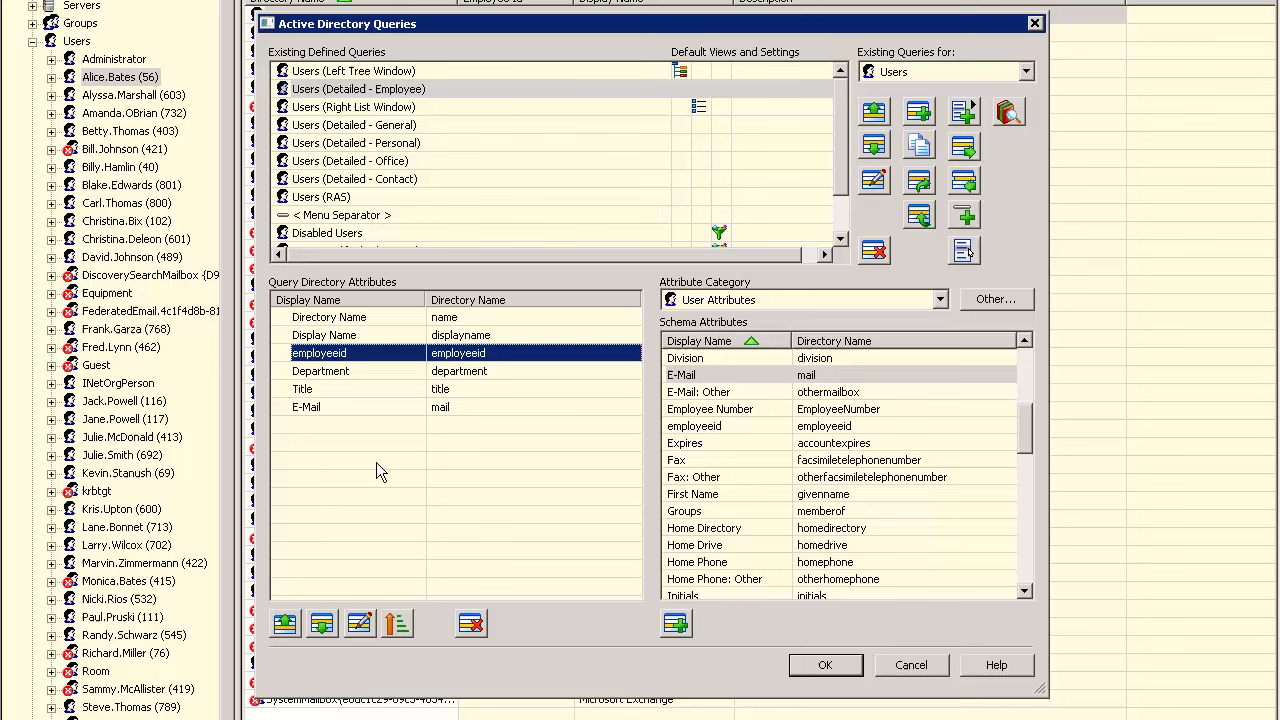 Servers
Groups
Users
Administrator
Alice.Bates (56)
Alyssa.Marshall (603)
Amanda.OBrian (732)
Betty.Thomas (403)
Bill.Johnson (421)
Billy.Hamlin (40)
Blake.Edwards (801)
Carl.Thomas (800)
Christina.Bix (102)
Christina.Deleon (601)
David.Johnson (489)
DiscoverySearchMailbox {D9
Equipment
FederatedEmail.4c1f4d8b-81
Frank.Garza (768)
Fred.Lynn (462)
Guest
INetOrgPerson
Jack.Powell (116)
Jane.Powell (117)
Julie.McDonald (413)
Julie.Smith (692)
Kevin.Stanush (69)
krbtgt
Kris.Upton (600)
Lane.Bonnet (713)
Larry.Wilcox (702)
Marvin.Zimmermann (422)
Monica.Bates (415)
Nicki.Rios (532)
Paul.Pruski (111)
Randy.Schwarz (545)
Richard.Miller (76)
Room
Sammy.McAllister (419)
Steve.Thomas (789)
Active Directory Queries
Existing Defined Queries
Default Views and Settings
Users (Left Tree Window)
Users (Detailed - Employee)
Users (Right List Window)
Users (Detailed - General)
Users (Detailed - Personal)
Users (Detailed - Office)
Users (Detailed - Contact)
Users (RAS)
< Menu Separator >
Disabled Users
Existing Queries for:
Users
Query Directory Attributes
Display Name Directory Name
Directory Name name
Display Name displayname
employeeid employeeid
Department department
Title title
E-Mail mail
Attribute Category
User Attributes
Other...
Schema Attributes
Display Name Directory Name
Division division
E-Mail mail
E-Mail: Other othermailbox
Employee Number EmployeeNumber
employeeid employeeid
Expires accountexpires
Fax facsimiletelephonenumber
Fax: Other otherfacsimiletelephonenumber
First Name givenname
Groups memberof
Home Directory homedirectory
Home Drive homedrive
Home Phone homephone
Home Phone: Other otherhomephone
Initials initials
OK Cancel Help
Microsoft Exchange